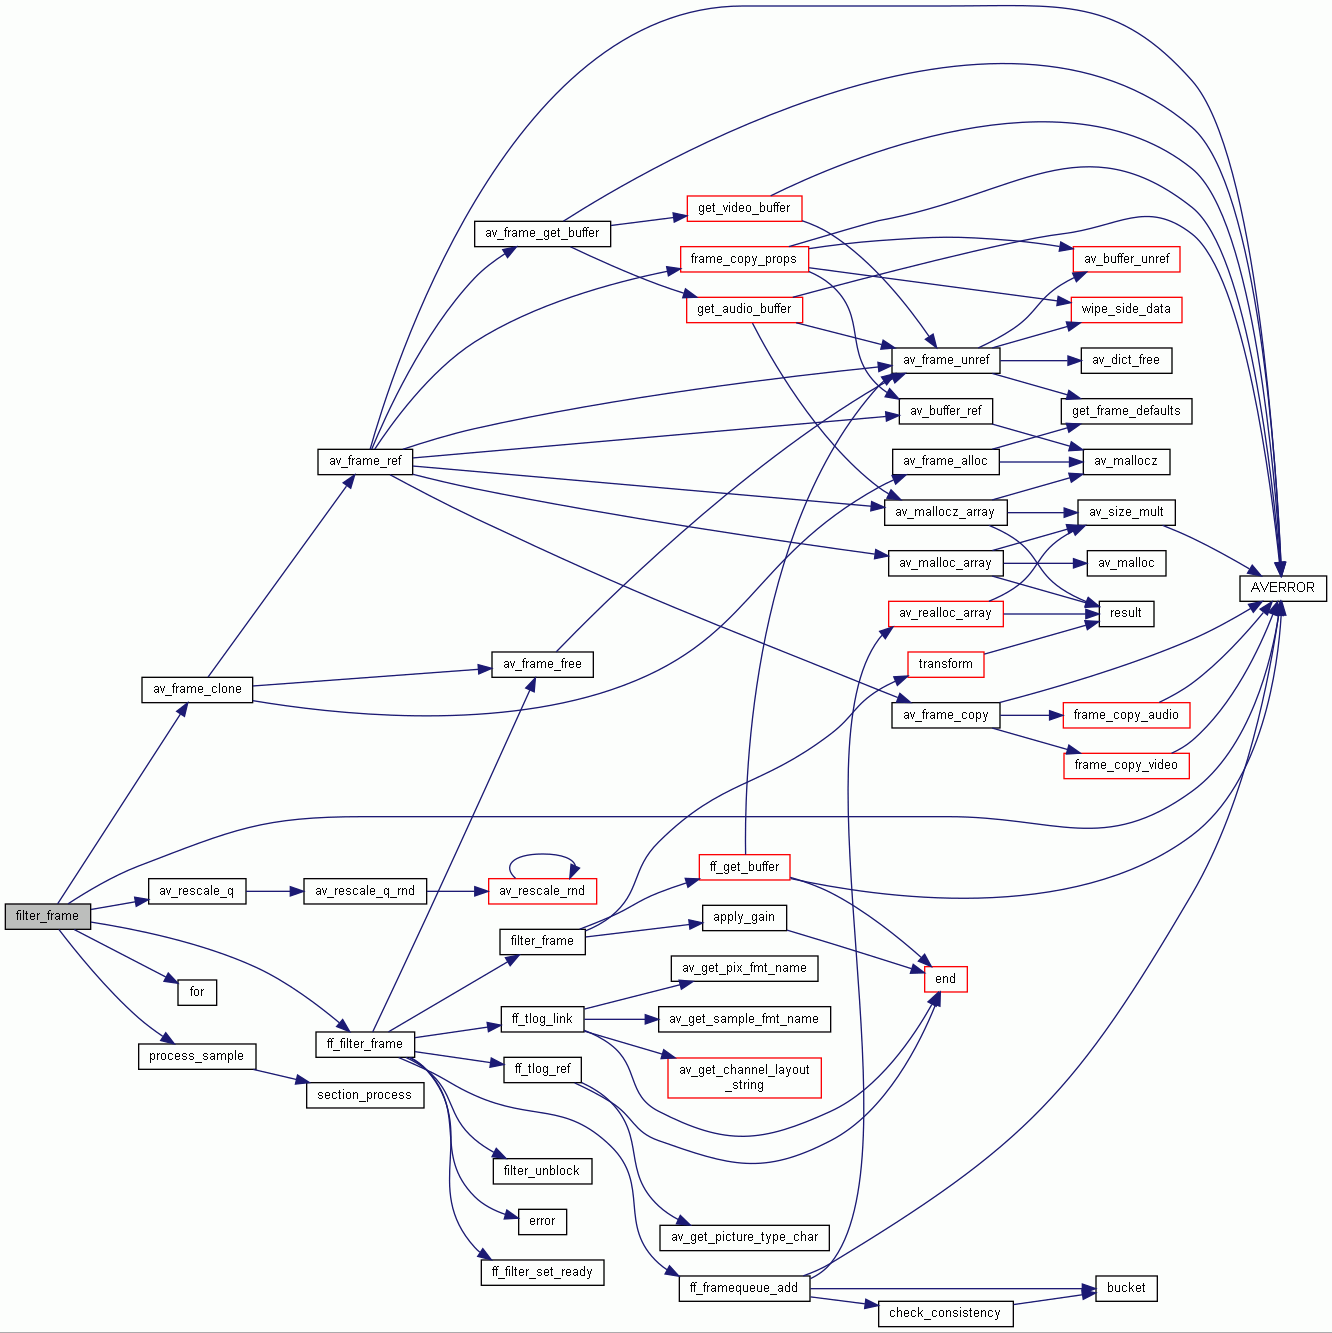 get_video_buffer
av_frame_get_buffer
frame_copy_props
av_buffer_unref
get_audio_buffer
wipe_side_data
av_frame_unref
av_dict_free
av_buffer_ref
get_frame_defaults
av_frame_ref
av_frame_alloc
av_mallocz
av_mallocz_array
av_size_mult
av_malloc_array
av_malloc
AVERROR
av_realloc_array
result
av_frame_free
transform
av_frame_clone
av_frame_copy
frame_copy_audio
frame_copy_video
ff_get_buffer
av_rescale_q
av_rescale_q_rnd
av_rescale_rnd
filter_frame
apply_gain
filter_frame
av_get_pix_fmt_name
end
for
ff_tlog_link
av_get_sample_fmt_name
ff_filter_frame
process_sample
ff_tlog_ref
av_get_channel_layout
_string
section_process
filter_unblock
error
av_get_picture_type_char
ff_filter_set_ready
ff_framequeue_add
bucket
check_consistency